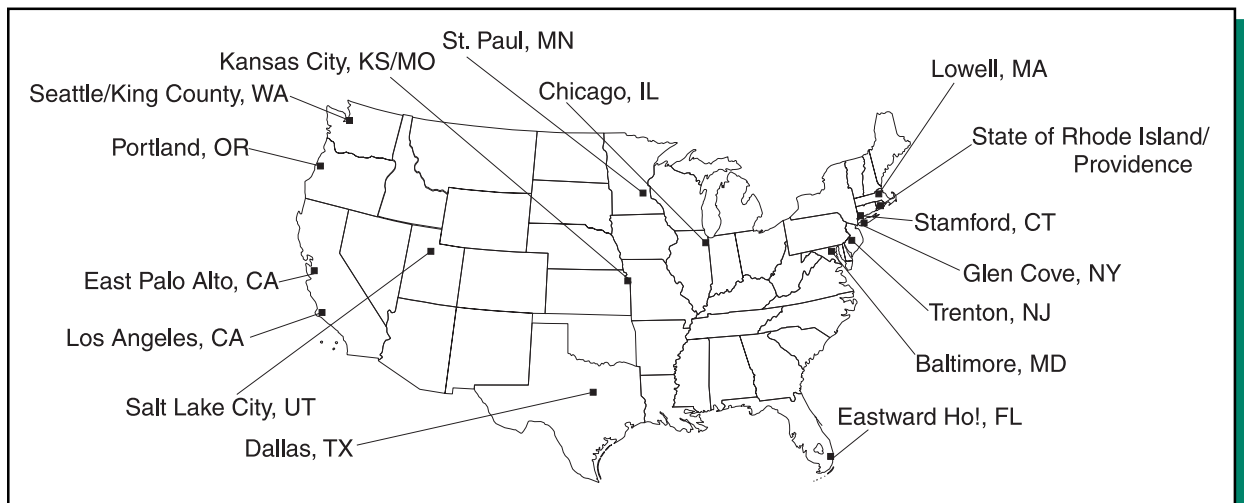 St. Paul, MN
Kansas City, KS/MO
Lowell, MA
Seattle/King County, WA
Chicago, IL
State of Rhode Island/
Providence
Portland, OR
Stamford, CT
East Palo Alto, CA
Glen Cove, NY
Trenton, NJ
Los Angeles, CA
Baltimore, MD
Salt Lake City, UT
Eastward Ho!, FL
Dallas, TX